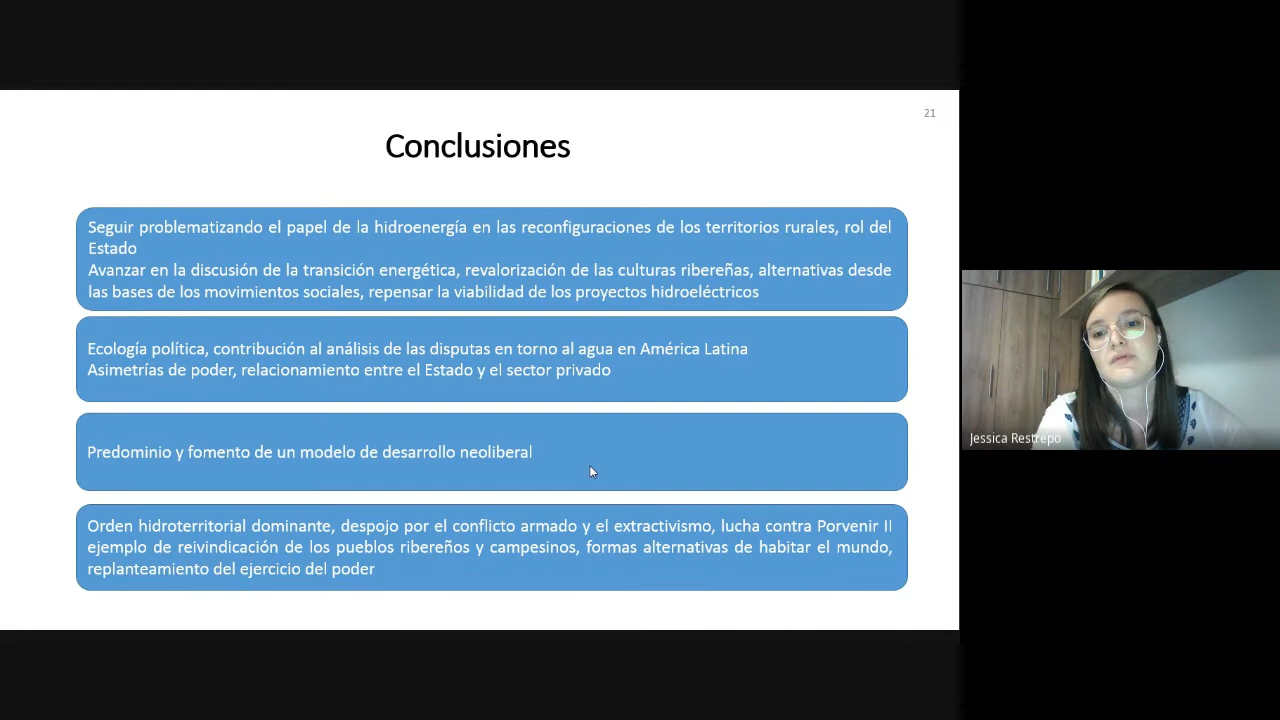 21
Conclusiones
Seguir problematizando el papel de la hidroenergía en las reconfiguraciones de los territorios rurales, rol del
Estado
Avanzar en la discusión de la transición energética, revalorización de las culturas ribereñas, alternativas desde
las bases de los movimientos sociales, repensar la viabilidad de los proyectos hidroeléctricos
Ecología política, contribución al análisis de las disputas en torno al agua en América Latina
Asimetrías de poder, relacionamiento entre el Estado y el sector privado
Predominio y fomento de un modelo de desarrollo neoliberal
Orden hidroterritorial dominante, despojo por el conflicto armado y el extractivismo, lucha contra Porvenir II
ejemplo de reivindicación de los pueblos ribereños y campesinos, formas alternativas de habitar el mundo,
replanteamiento del ejercicio del poder
Jessica Restrepo